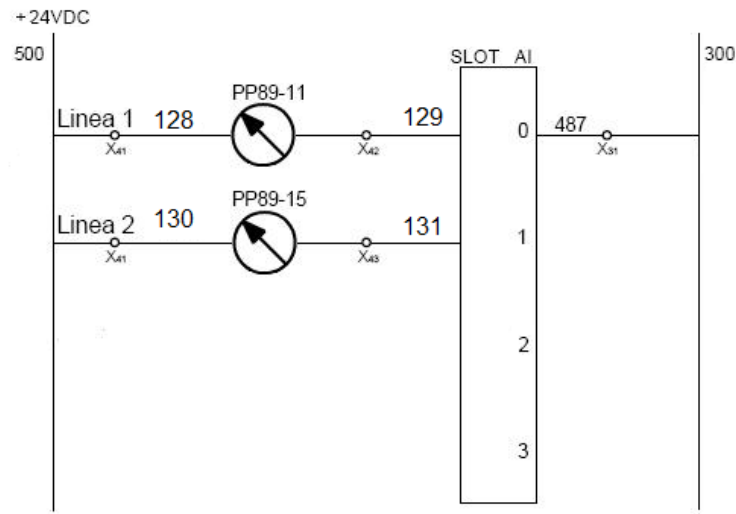 +24VDC
500
SLOT AI
300
PP89-11
Linea 1 128
129
0
487
X41
X42
X31
PP89-15
Linea 2 130
131
1
X41
X43
2
3